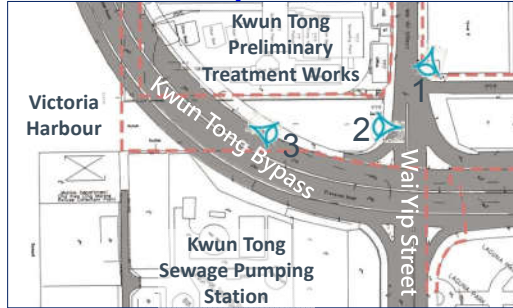 Kwun Tong
Preliminary
Treatment Works
Victoria
Harbour
1
2
3
Kwun Tong Bypass
Wai Yip Street
Kwun Tong
Sewage Pumping
Station